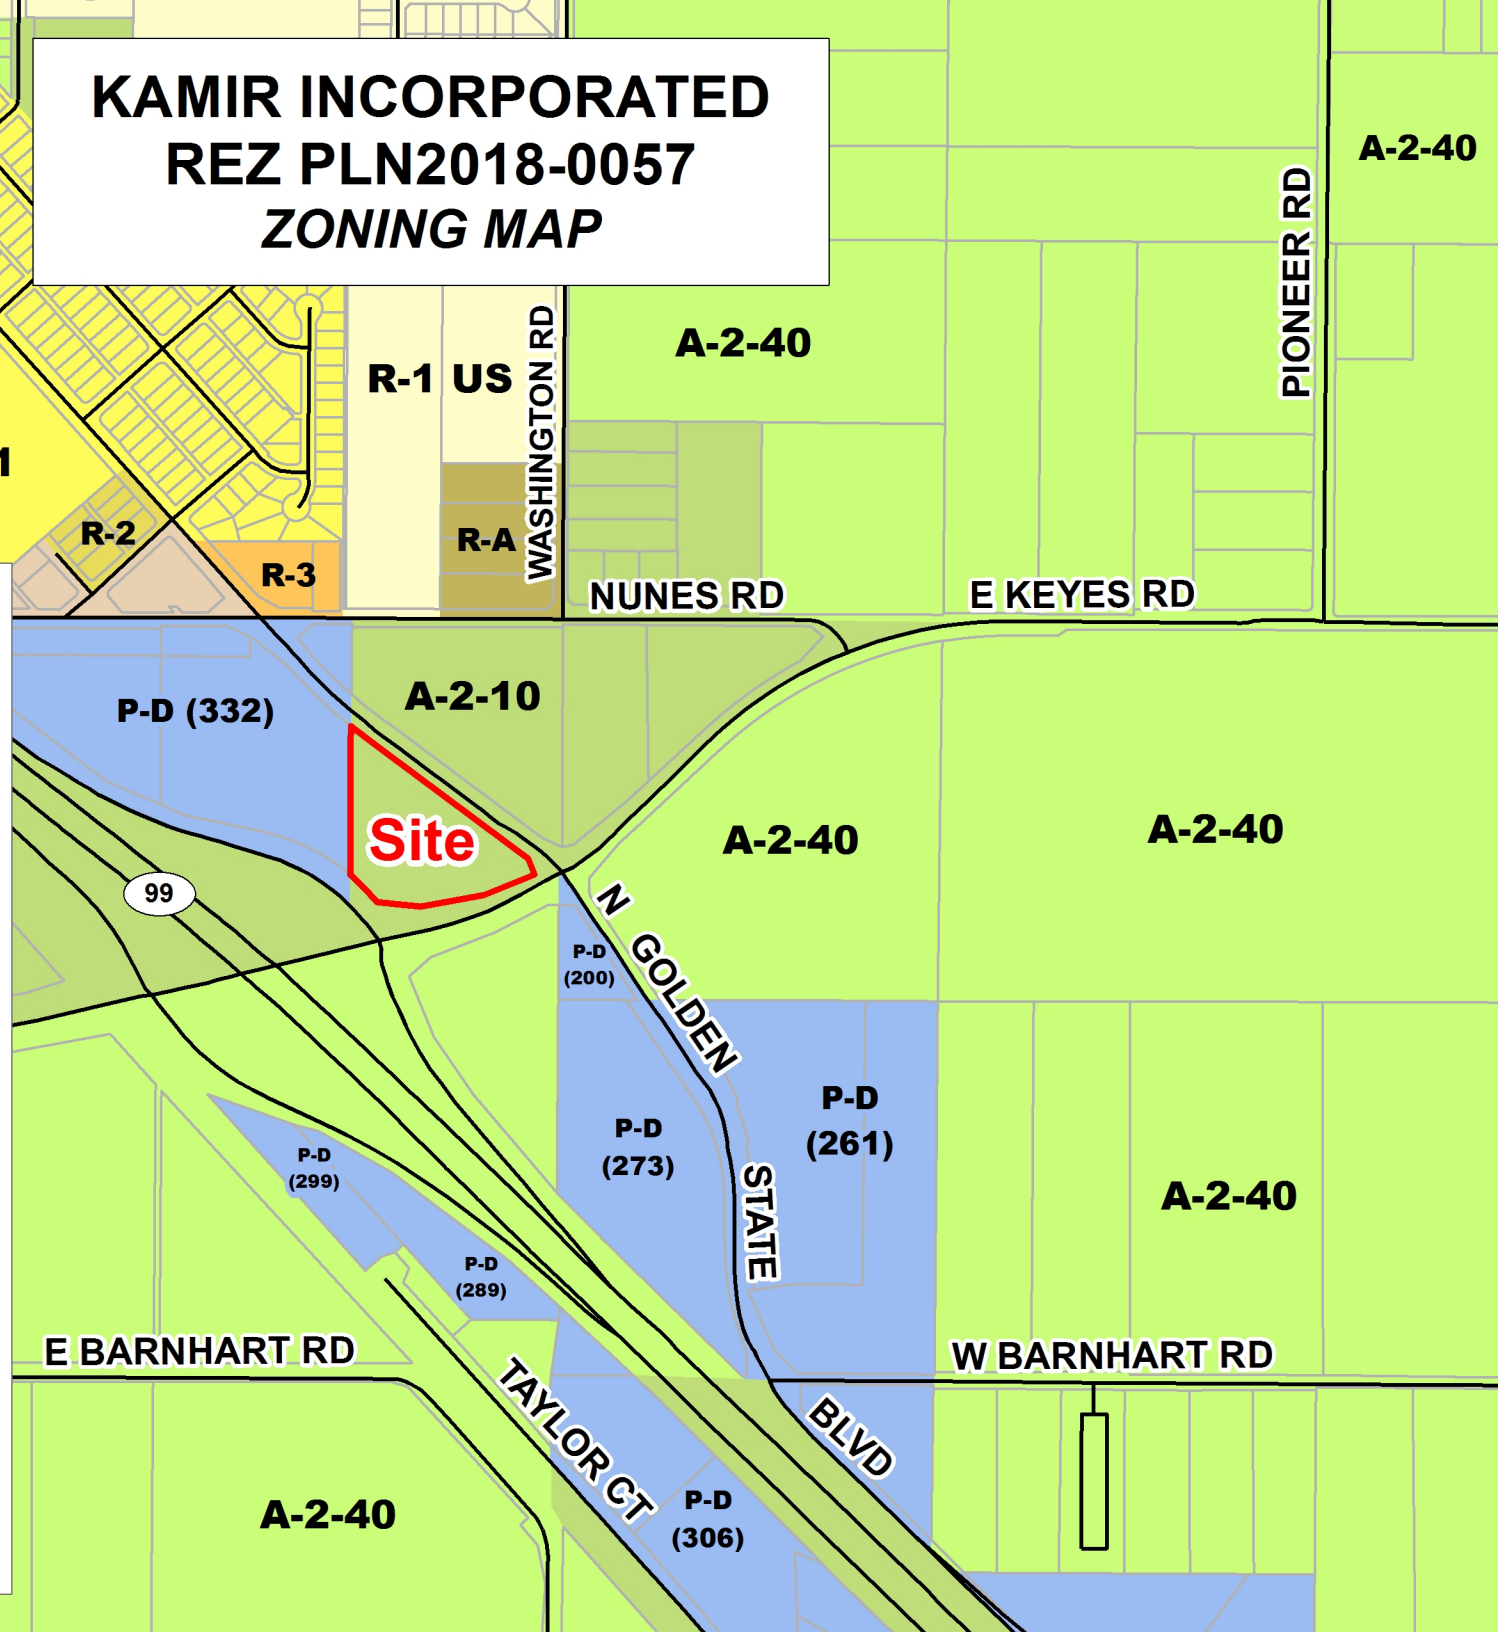 KAMIR INCORPORATED
REZ PLN2018-0057
ZONING MAP
A-2-40
PIONEER RD
A-2-40
R-1 US
WASHINGTON RD
1
R-2
R-A
R-3
NUNES RD
E KEYES RD
P-D (332)
A-2-10
Site
A-2-40
A-2-40
99
N GOLDEN STATE BLVD
P-D
(200)
P-D
(273)
P-D
(261)
P-D
(299)
A-2-40
P-D
(289)
E BARNHART RD
W BARNHART RD
TAYLOR CT
P-D
(306)
A-2-40